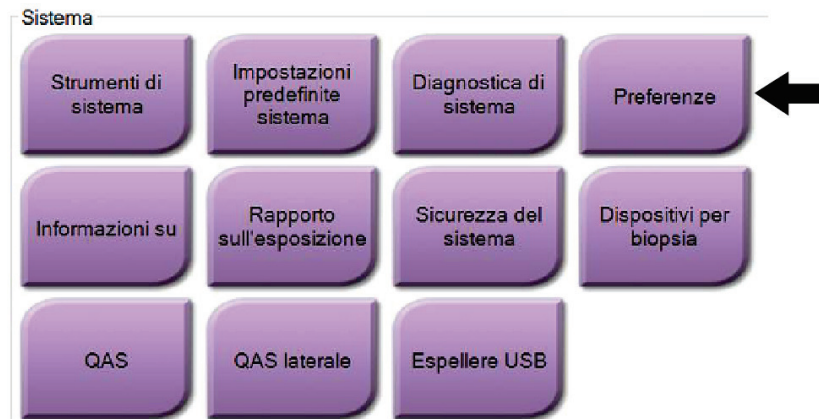 Sistema
Strumenti di
sistema
Impostazioni
predefinite
sistema
Diagnostica di
sistema
Preferenze
Informazioni su
Rapporto
sull'esposizione
Sicurezza del
sistema
Dispositivi per
biopsia
QAS
QAS laterale
Espellere USB